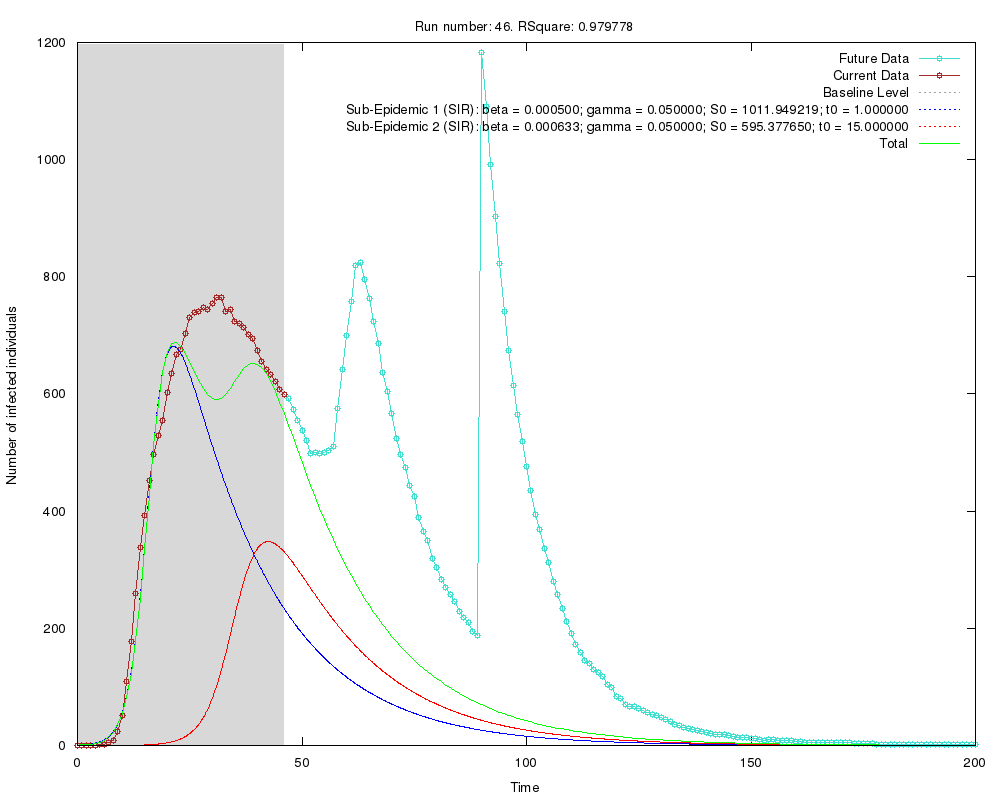 Run number: 46. RSquare: 0.979778
1200
1000
800
600
400
200
0
Number of infected individuals
Future Data
Current Data
Baseline Level
Sub-Epidemic 1 (SIR): beta = 0.000500; gamma = 0.050000; S0 = 1011.949219; t0 = 1.000000
Sub-Epidemic 2 (SIR): beta = 0.000633; gamma = 0.050000; S0 = 595.377650; t0 = 15.000000
Total
0
50
100
150
200
Time